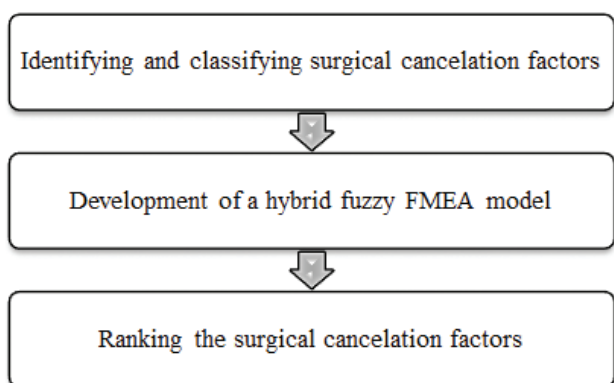 Identifying and classifying surgical cancelation factors
Development of a hybrid fuzzy FMEA model
Ranking the surgical cancelation factors